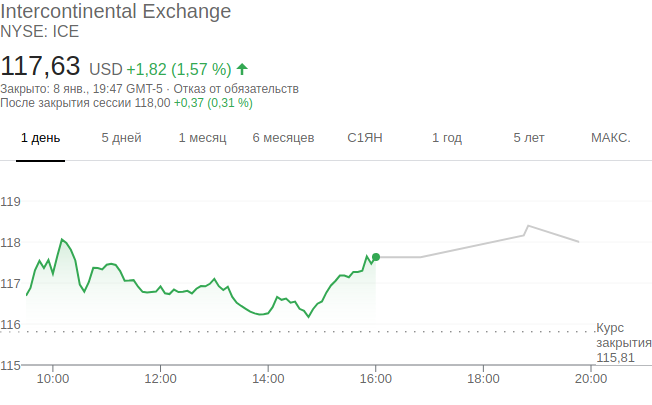 Intercontinental Exchange
NYSE: ICE
117,63 USD +1,82 (1,57 %)
Закрыто: 8 янв., 19:47 GMT-5 · Отказ от обязательств
После закрытия сессии 118,00 +0,37 (0,31 %)
1 день 5 дней 1 месяц 6 месяцев С1ЯН 1 год 5 лет МАКС.
119
118
117
116
Курс
закрытия
115,81
115
10:00 12:00 14:00 16:00 18:00 20:00